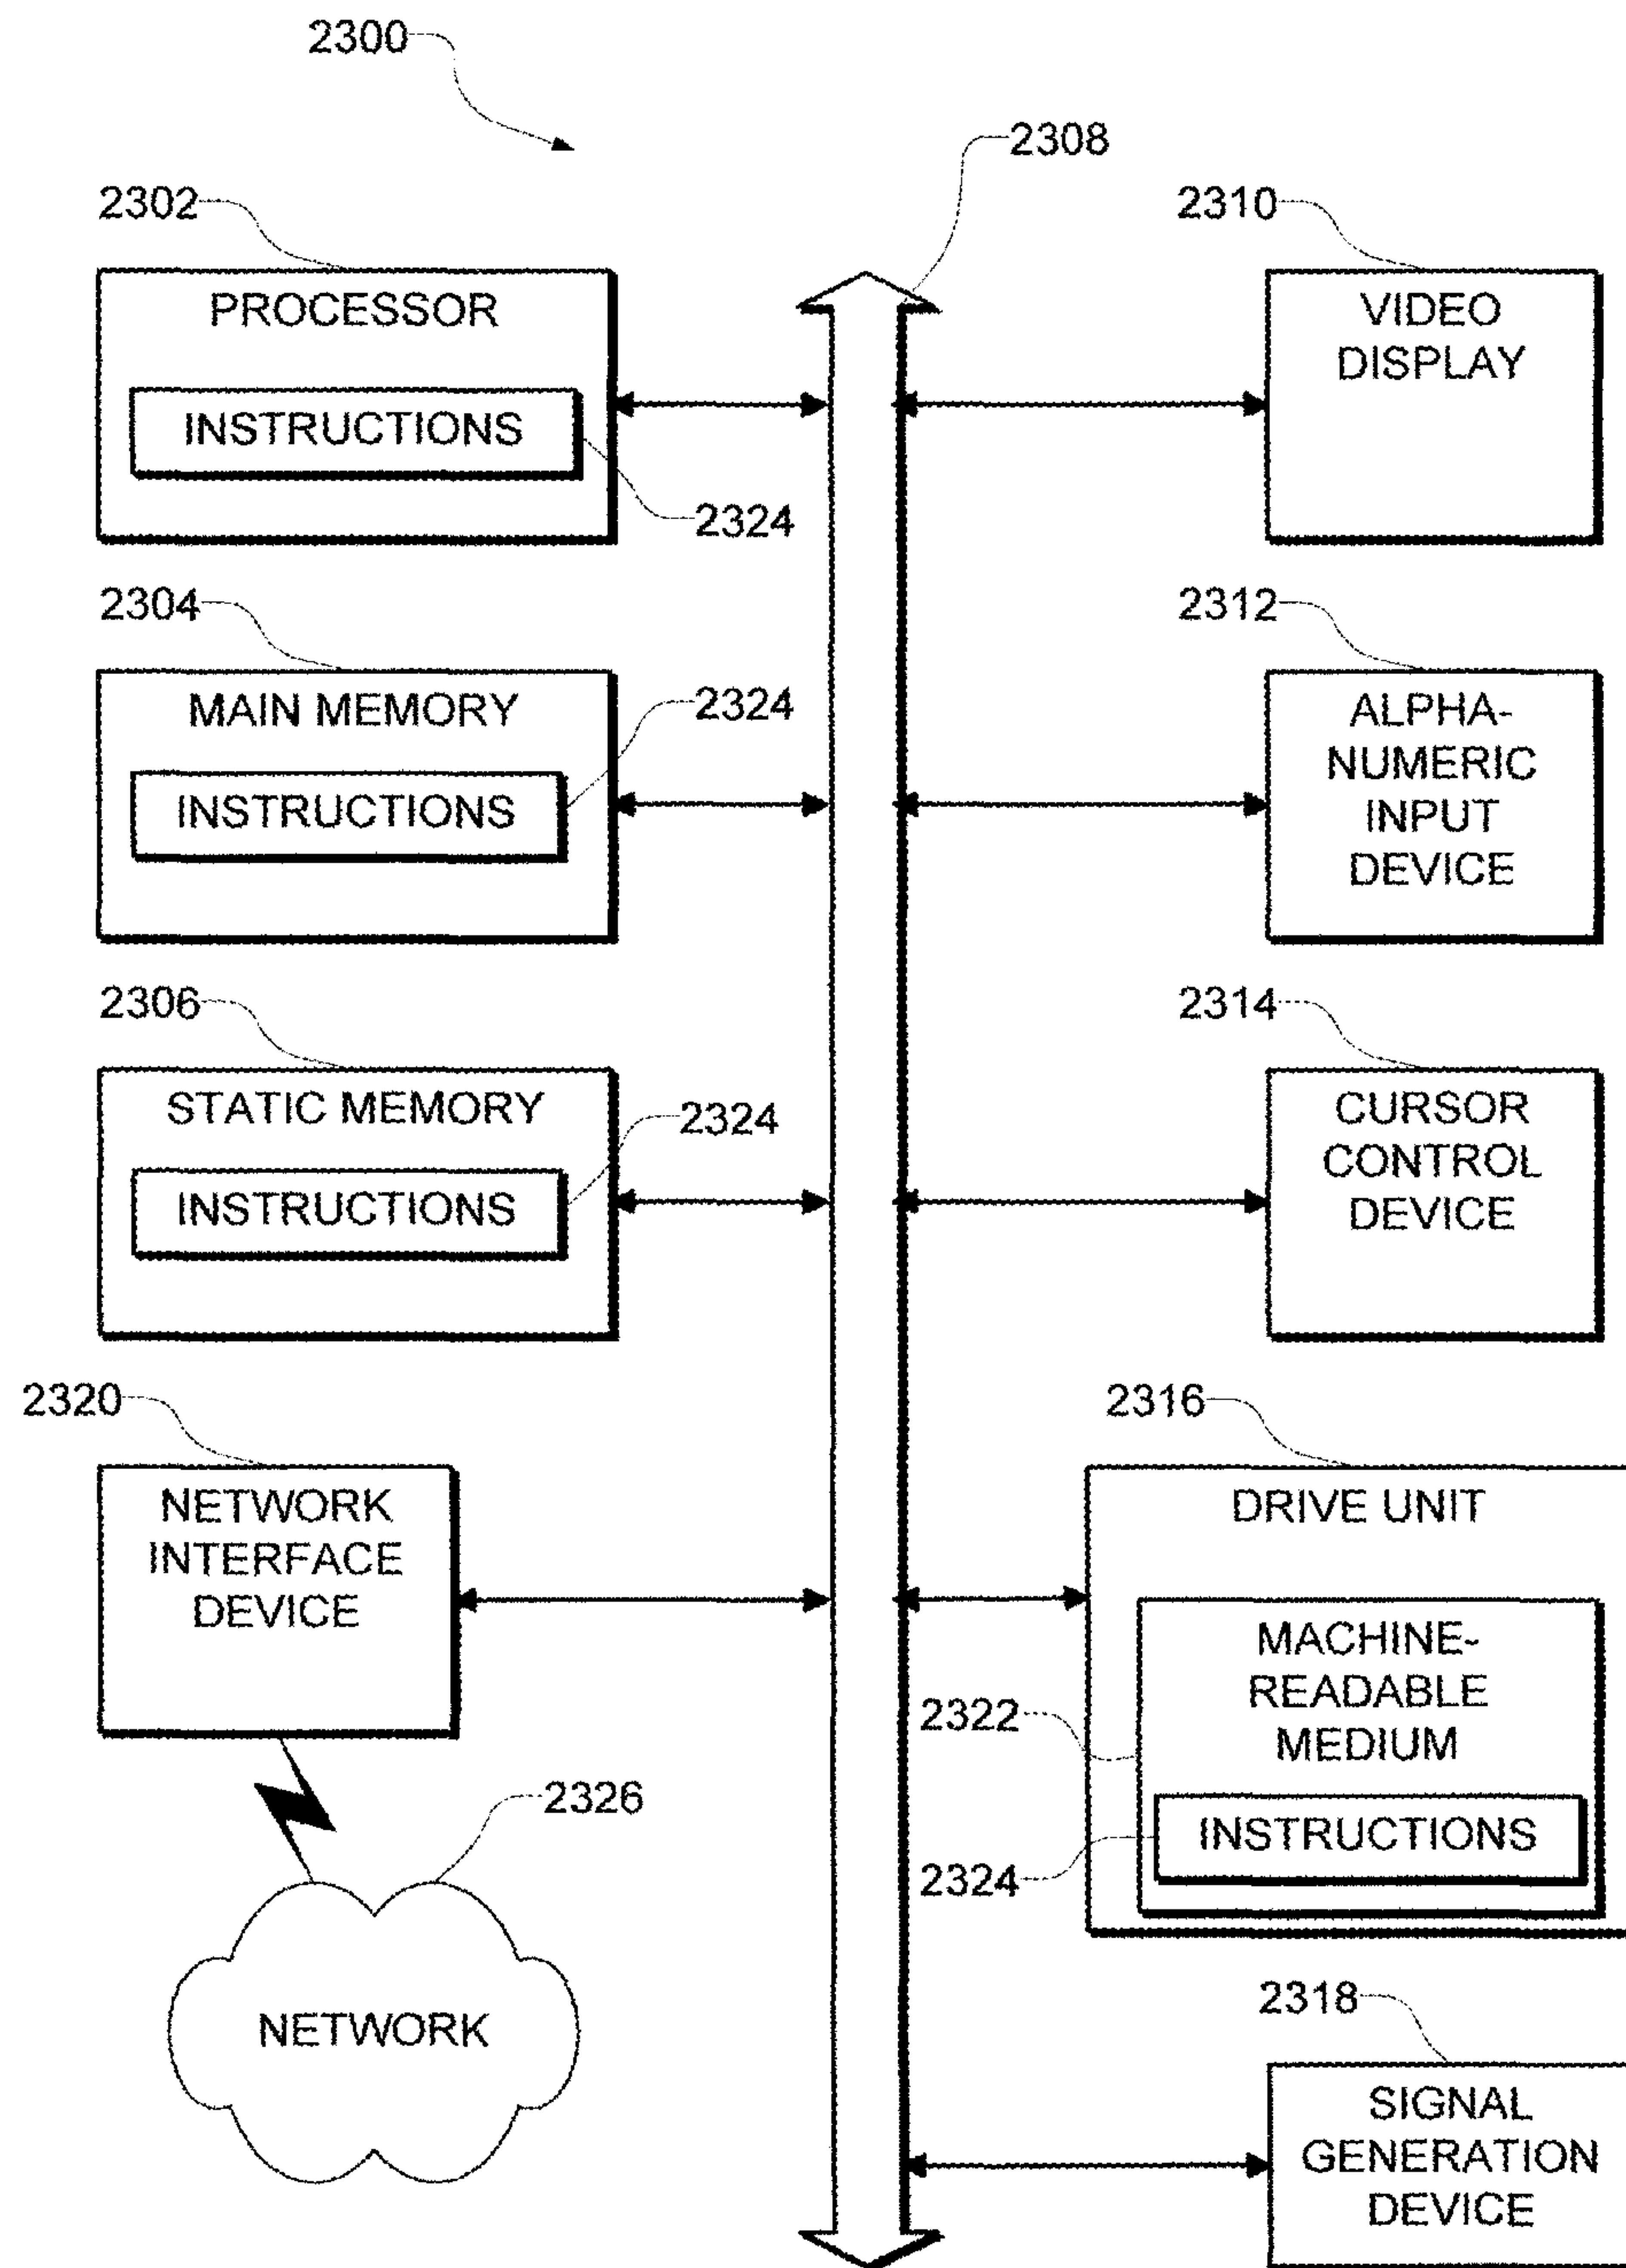 2300
2308
2302
2310
PROCESSOR
INSTRUCTIONS
2324
VIDEO
DISPLAY
2304
2312
MAIN MEMORY
2324
INSTRUCTIONS
ALPHA-
NUMERIC
INPUT
DEVICE
2306
2314
STATIC MEMORY
2324
INSTRUCTIONS
CURSOR
CONTROL
DEVICE
2320
2316
NETWORK
INTERFACE
DEVICE
DRIVE UNIT
MACHINE-
READABLE
MEDIUM
2322
INSTRUCTIONS
2324
2326
NETWORK
2318
SIGNAL
GENERATION
DEVICE